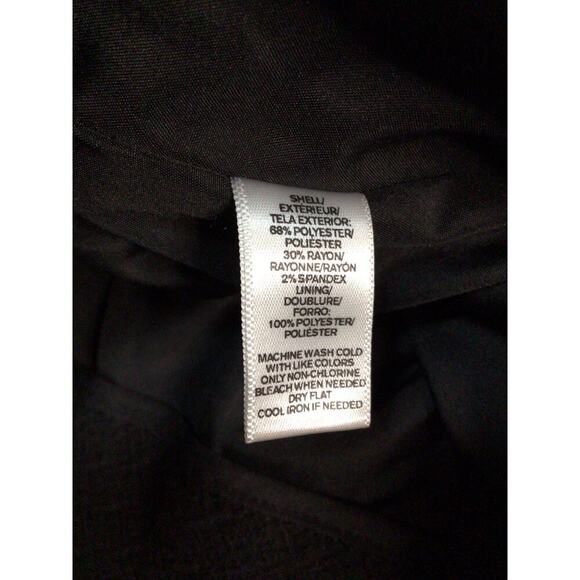 SHELL/
EXTÉRIEUR/
TELA EXTERIOR:
68% POLYESTER/
POLIÉSTER
30% RAYON/
RAYONNE/RAYÓN
2% SPANDEX
LINING/
DOUBLURE/
FORRO:
100% POLYESTER/
POLIÉSTER
MACHINE WASH COLD
WITH LIKE COLORS
ONLY NON-CHLORINE
BLEACH WHEN NEEDED
DRY FLAT
COOL IRON IF NEEDED